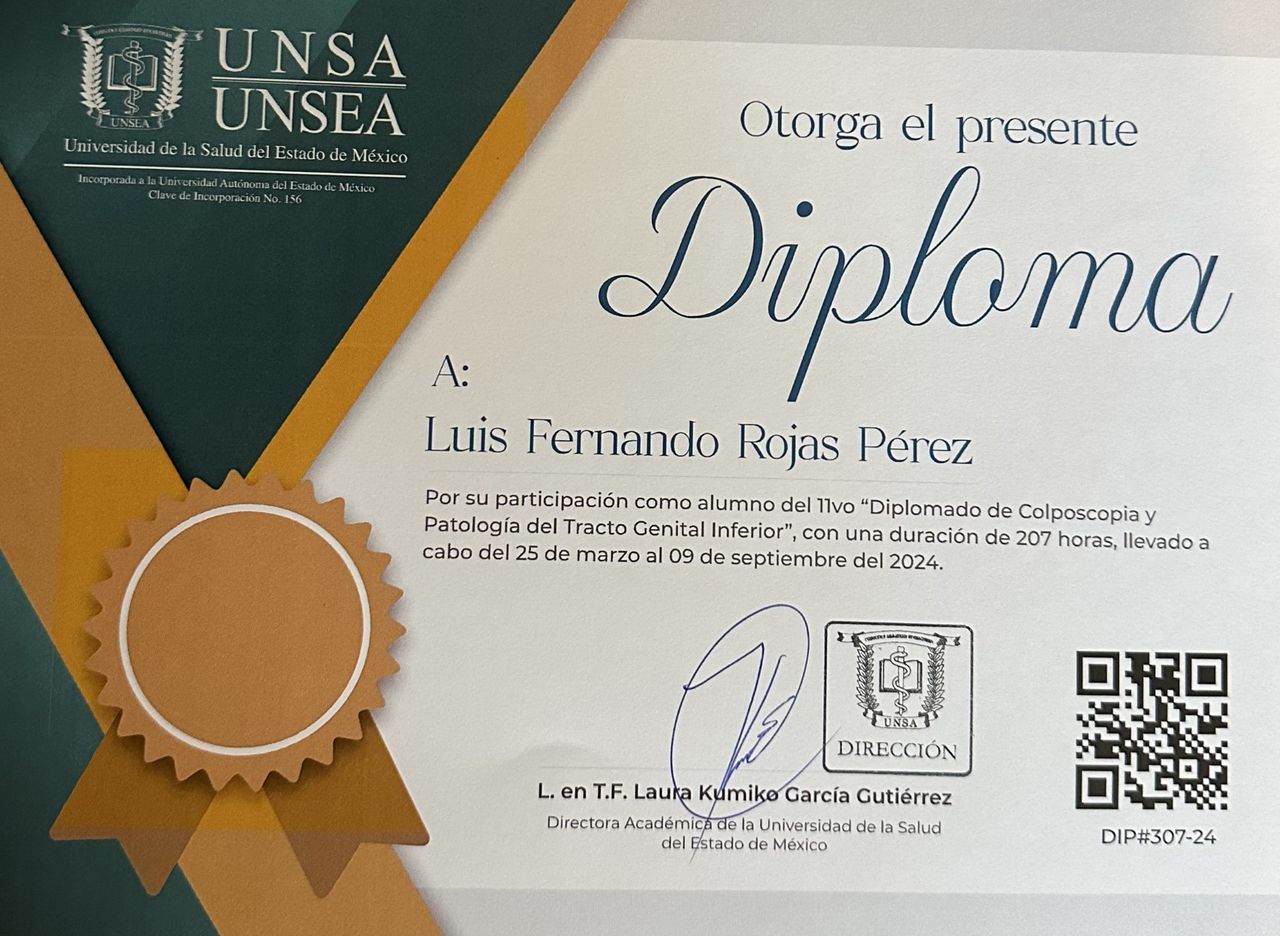 UNSA
UNSEA
UNSEA
Universidad de la Salud del Estado de México
Incorporada a la Universidad Autónoma del Estado de México
Clave de Incorporación No. 156
Otorga el presente
Diploma
A:
Luis Fernando Rojas Pérez
Por su participación como alumno del 11vo “Diplomado de Colposcopia y
Patología del Tracto Genital Inferior”, con una duración de 207 horas, llevado a
cabo del 25 de marzo al 09 de septiembre del 2024.
UNSA
DIRECCIÓN
L. en T.F. Laura Kumiko García Gutiérrez
Directora Académica de la Universidad de la Salud
del Estado de México
DIP#307-24